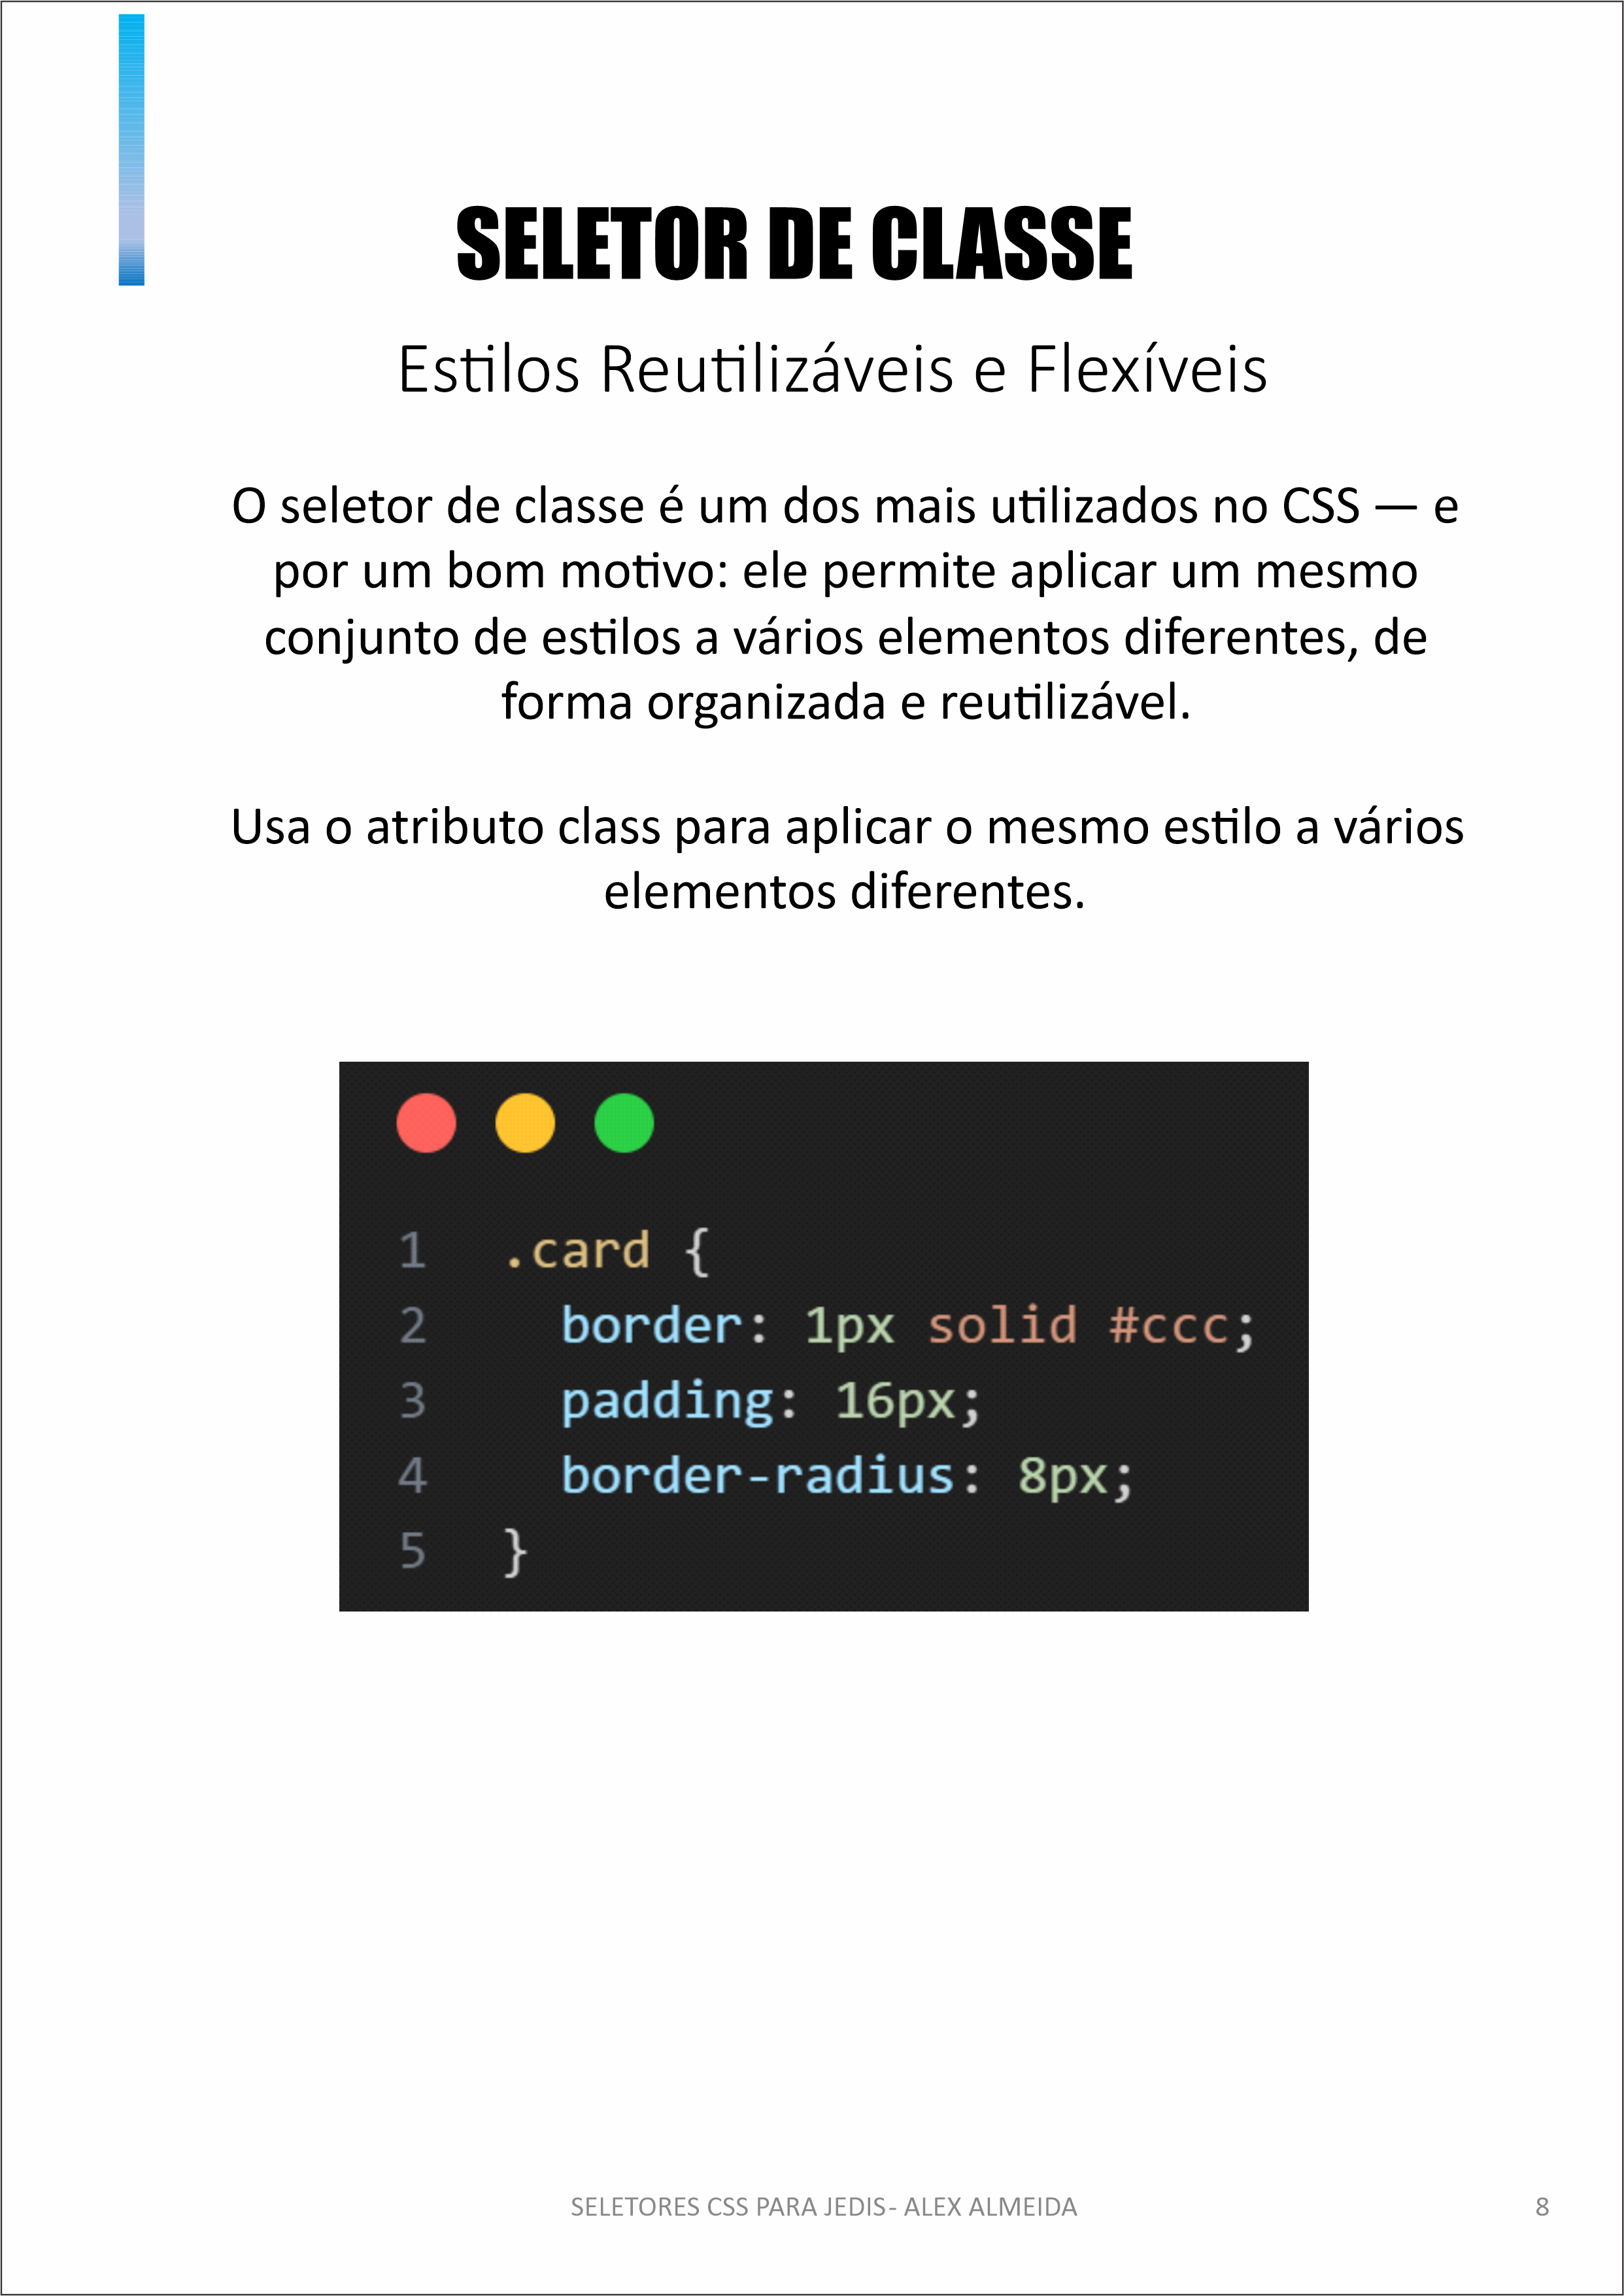 SELETOR DE CLASSE
Estilos Reutilizáveis e Flexíveis
O seletor de classe é um dos mais utilizados no CSS — e
por um bom motivo: ele permite aplicar um mesmo
conjunto de estilos a vários elementos diferentes, de
forma organizada e reutilizável.
Usa o atributo class para aplicar o mesmo estilo a vários
elementos diferentes.
1 .card {
2 border: 1px solid #ccc;
3 padding: 16px;
4 border-radius: 8px;
5 }
SELETORES CSS PARA JEDIS- ALEX ALMEIDA
8